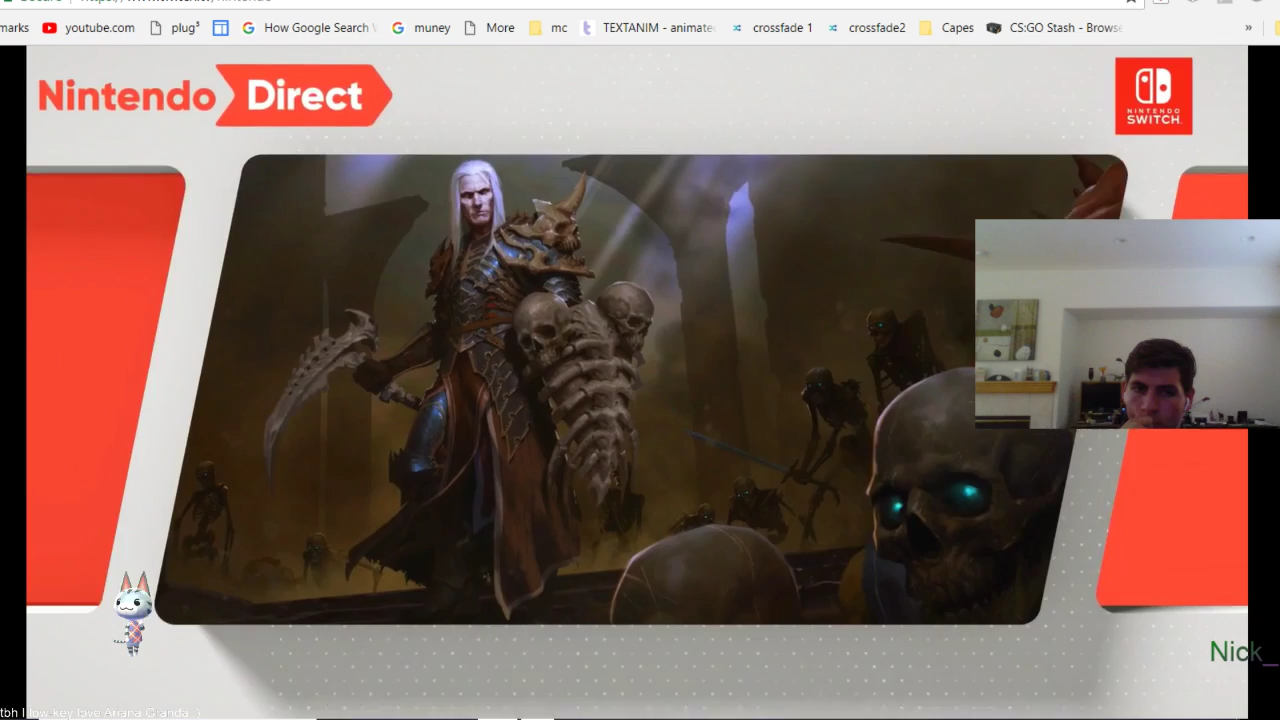 marks youtube.com plug³ How Google Search W muney More mc TEXTANIM - animate crossfade 1 crossfade2 Capes CS:GO Stash - Browse »
Nintendo Direct
NINTENDO
SWITCH
Nick_
tbh I low-key love Ariana Granda :)